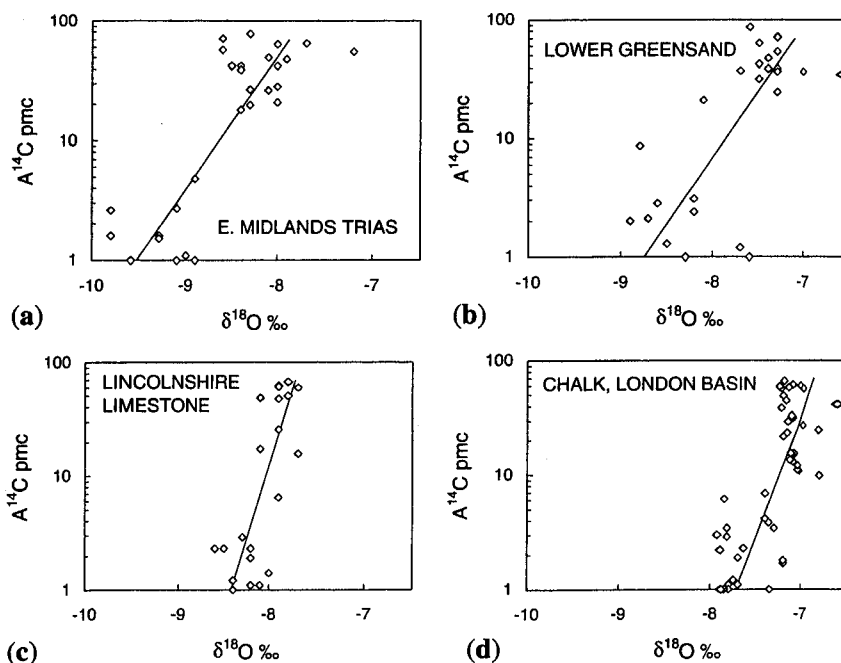 100
10
1
A¹⁴C pmc
E. MIDLANDS TRIAS
-10 -9 -8 -7
δ¹⁸O ‰
(a)
100
10
1
A¹⁴C pmc
LOWER GREENSAND
-10 -9 -8 -7
δ¹⁸O ‰
(b)
100
10
1
A¹⁴C pmc
LINCOLNSHIRE
LIMESTONE
-10 -9 -8 -7
δ¹⁸O ‰
(c)
100
10
1
A¹⁴C pmc
CHALK, LONDON BASIN
-10 -9 -8 -7
δ¹⁸O ‰
(d)